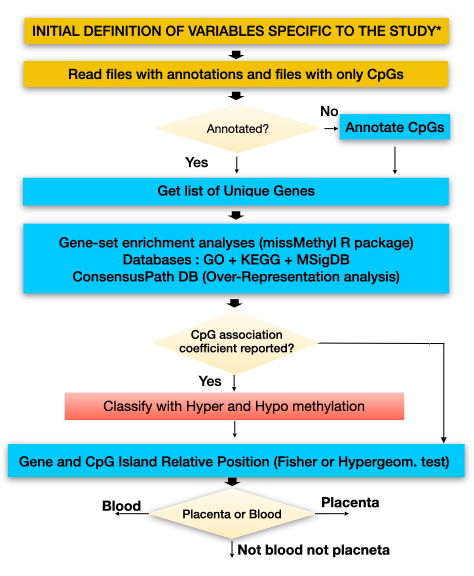 INITIAL DEFINITION OF VARIABLES SPECIFIC TO THE STUDY*
Read files with annotations and files with only CpGs
Annotated?
No
Annotate CpGs
Yes
Get list of Unique Genes
Gene-set enrichment analyses (missMethyl R package)
Databases : GO + KEGG + MSigDB
ConsensusPath DB (Over-Representation analysis)
CpG association
coefficient reported?
Yes
Classify with Hyper and Hypo methylation
Gene and CpG Island Relative Position (Fisher or Hypergeom. test)
Blood
Placenta or Blood
Placenta
Not blood not placneta